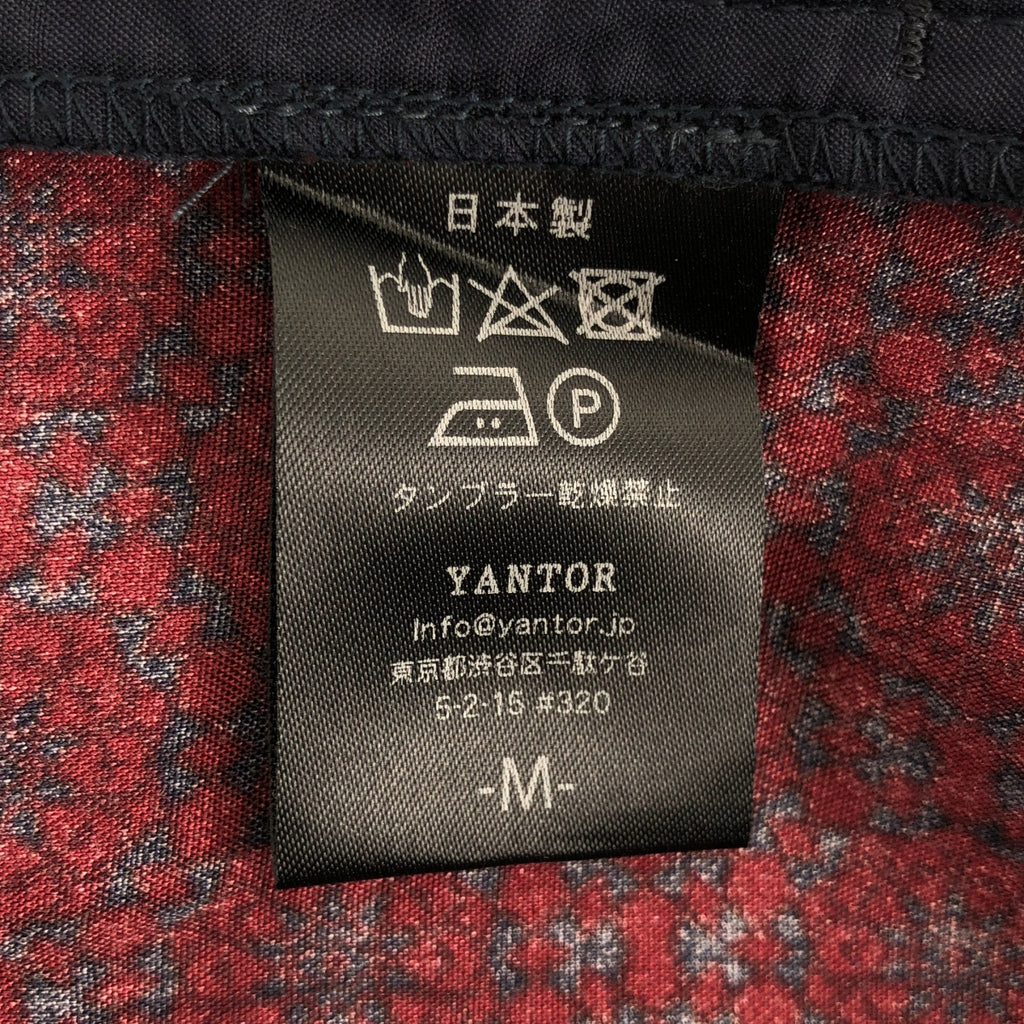 日本製
P
タンブラー乾燥禁止
YANTOR
Info@yantor.jp
東京都渋谷区千駄ケ谷
5-2-15 #320
-M-